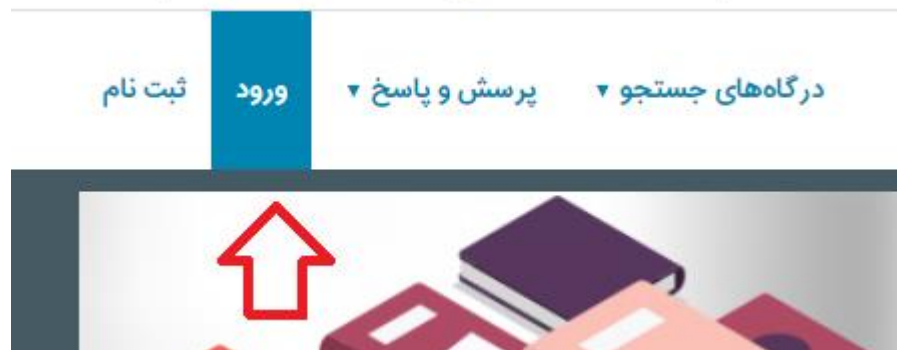 درگاه‌های جستجو ▾ پرسش و پاسخ ▾ ورود ثبت نام